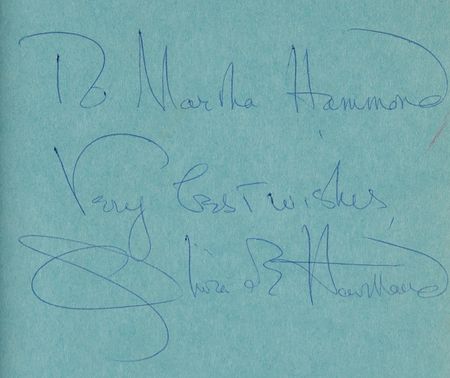 To Martha Hammond
Very best wishes,